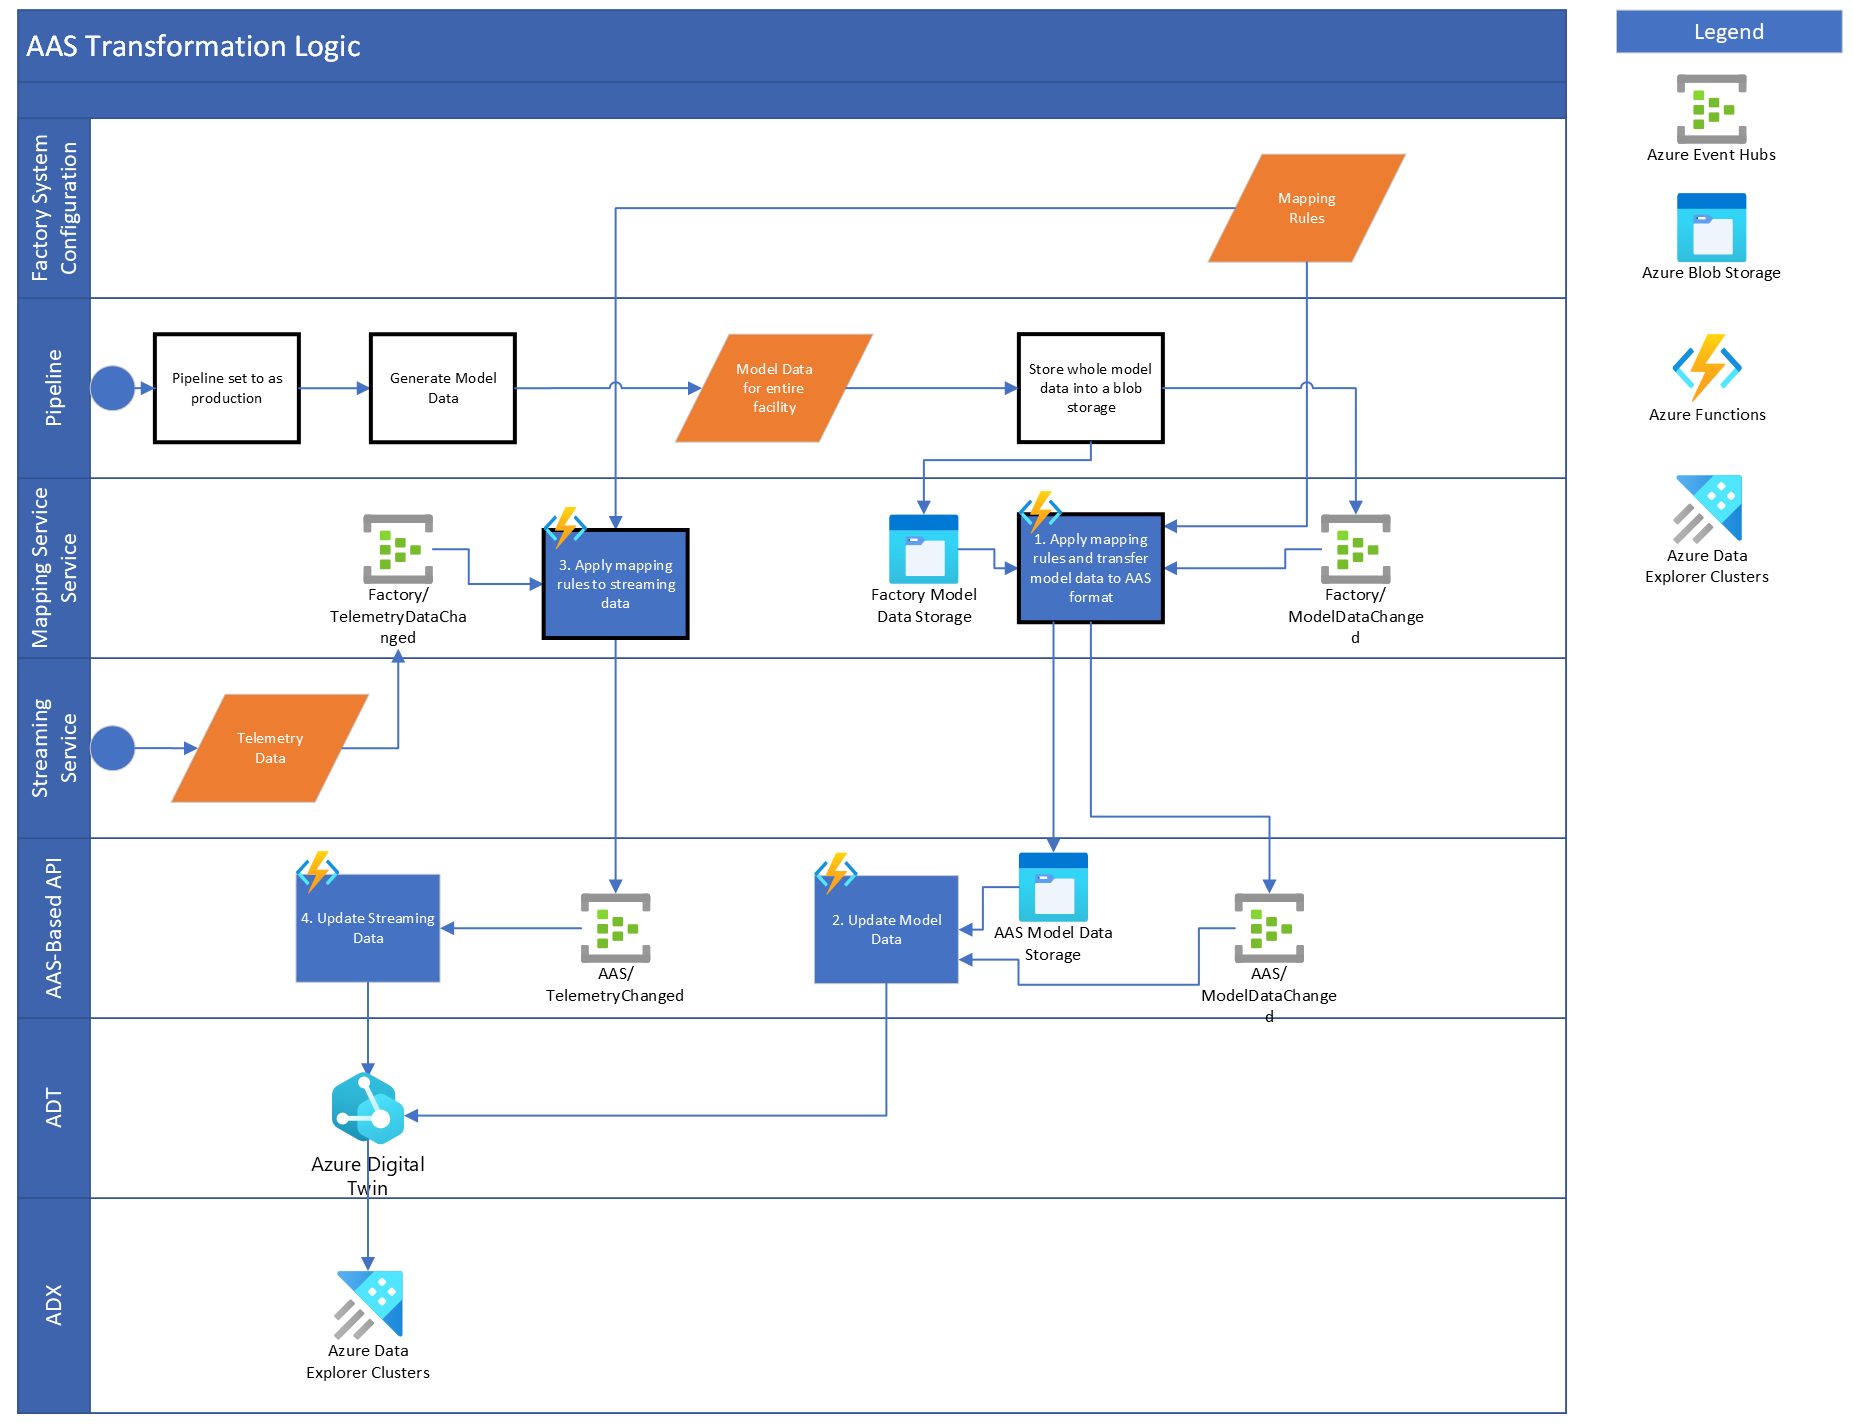 AAS Transformation Logic
Legend
Azure Event Hubs
Azure Blob Storage
Azure Functions
Azure Data
Explorer Clusters
Factory System
Configuration
Mapping
Rules
Pipeline
Pipeline set to as
production
Generate Model
Data
Model Data
for entire
facility
Store whole model
data into a blob
storage
Mapping Service
Service
Factory/
TelemetryDataCha
nged
3. Apply mapping
rules to streaming
data
Factory Model
Data Storage
1. Apply mapping
rules and transfer
model data to AAS
format
Factory/
ModelDataChange
d
Streaming
Service
Telemetry
Data
AAS-Based API
4. Update Streaming
Data
AAS/
TelemetryChanged
2. Update Model
Data
AAS Model Data
Storage
AAS/
ModelDataChange
d
ADT
Azure Digital
Twin
ADX
Azure Data
Explorer Clusters